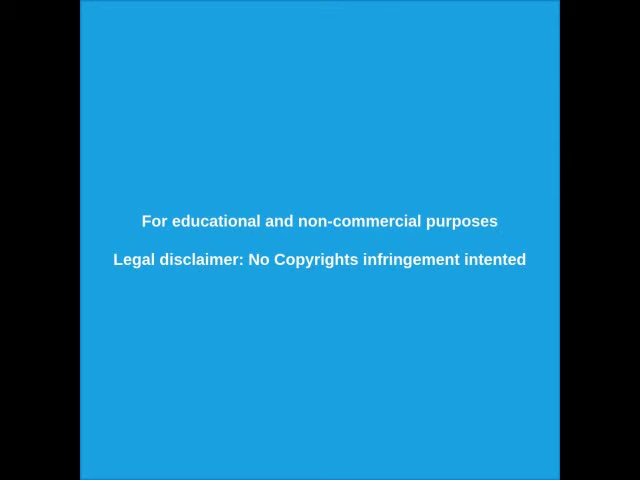 For educational and non-commercial purposes
Legal disclaimer: No Copyrights infringement intented